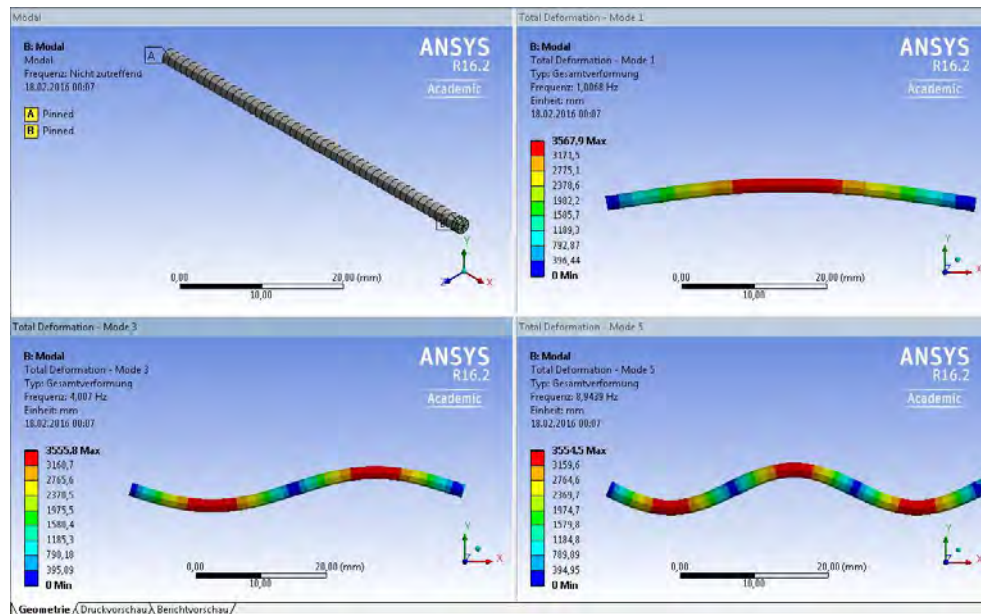 Modal
B: Modal
Modal
Frequenz: Nicht zutreffend
18.02.2016 00:07
A Pinned
B Pinned
ANSYS
R16.2
Academic
A
B
Y
Z
X
0,00
20,00 (mm)
10,00
Total Deformation - Mode 1
B: Modal
Total Deformation - Mode 1
Typ: Gesamtverformung
Frequenz: 1,0068 Hz
Einheit: mm
18.02.2016 00:07
3567,9 Max
3171,5
2775,1
2378,6
1982,2
1585,7
1189,3
792,87
396,44
0 Min
ANSYS
R16.2
Academic
Y
Z
X
0,00
20,00 (mm)
10,00
Total Deformation - Mode 3
B: Modal
Total Deformation - Mode 3
Typ: Gesamtverformung
Frequenz: 4,007 Hz
Einheit: mm
18.02.2016 00:07
3555,8 Max
3160,7
2765,6
2370,5
1975,5
1580,4
1185,3
790,18
395,09
0 Min
ANSYS
R16.2
Academic
Y
Z
X
0,00
20,00 (mm)
10,00
Total Deformation - Mode 5
B: Modal
Total Deformation - Mode 5
Typ: Gesamtverformung
Frequenz: 8,9439 Hz
Einheit: mm
18.02.2016 00:07
3554,5 Max
3159,6
2764,6
2369,7
1974,7
1579,8
1184,8
789,89
394,95
0 Min
ANSYS
R16.2
Academic
Y
Z
X
0,00
20,00 (mm)
10,00
Geometrie / Druckvorschau / Berichtvorschau /